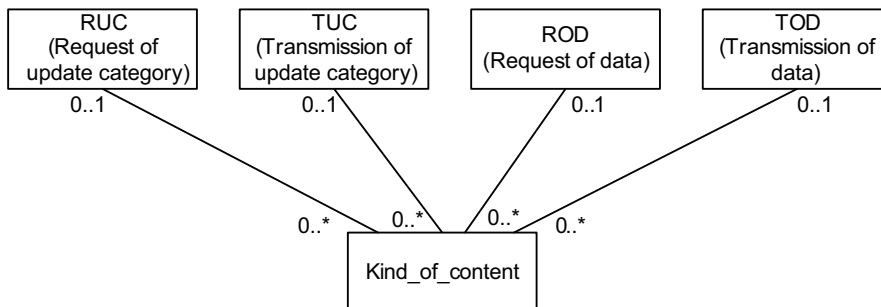 RUC
(Request of
update category)
TUC
(Transmission of
update category)
ROD
(Request of data)
TOD
(Transmission of
data)
0..1
0..1
0..1
0..1
0..*
0..*
0..*
0..*
Kind_of_content